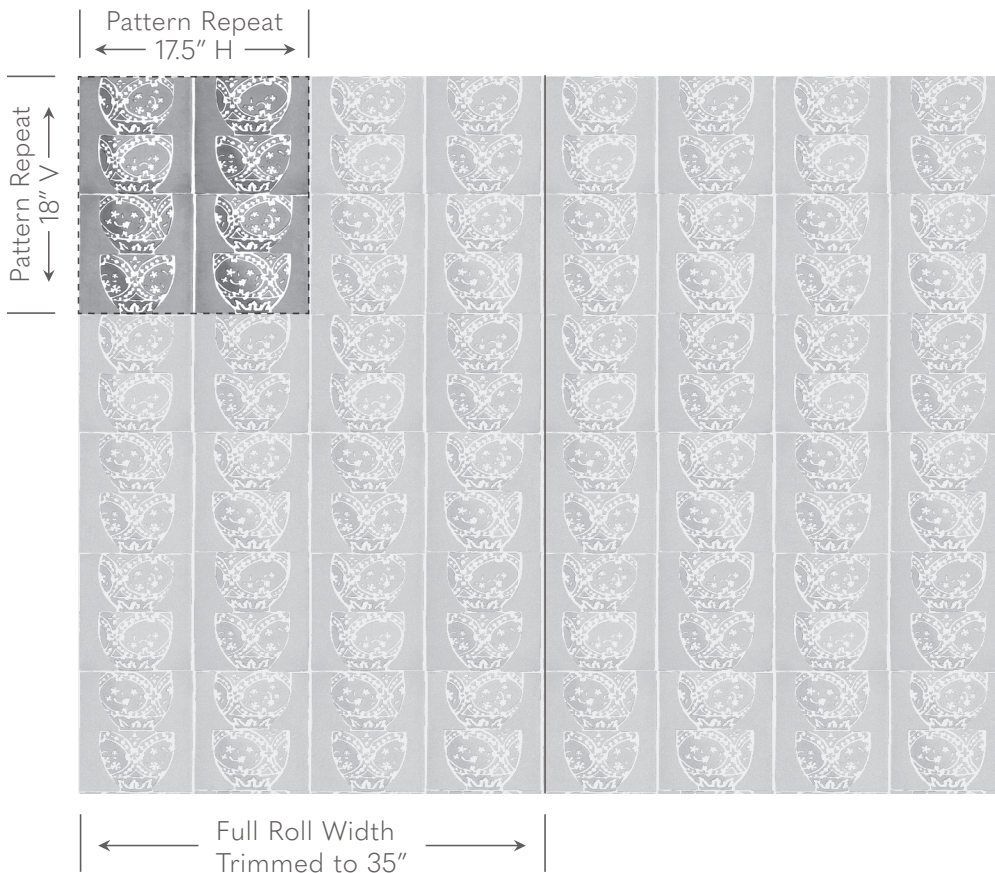 Pattern Repeat
17.5" H
Pattern Repeat
18" V
Full Roll Width
Trimmed to 35"